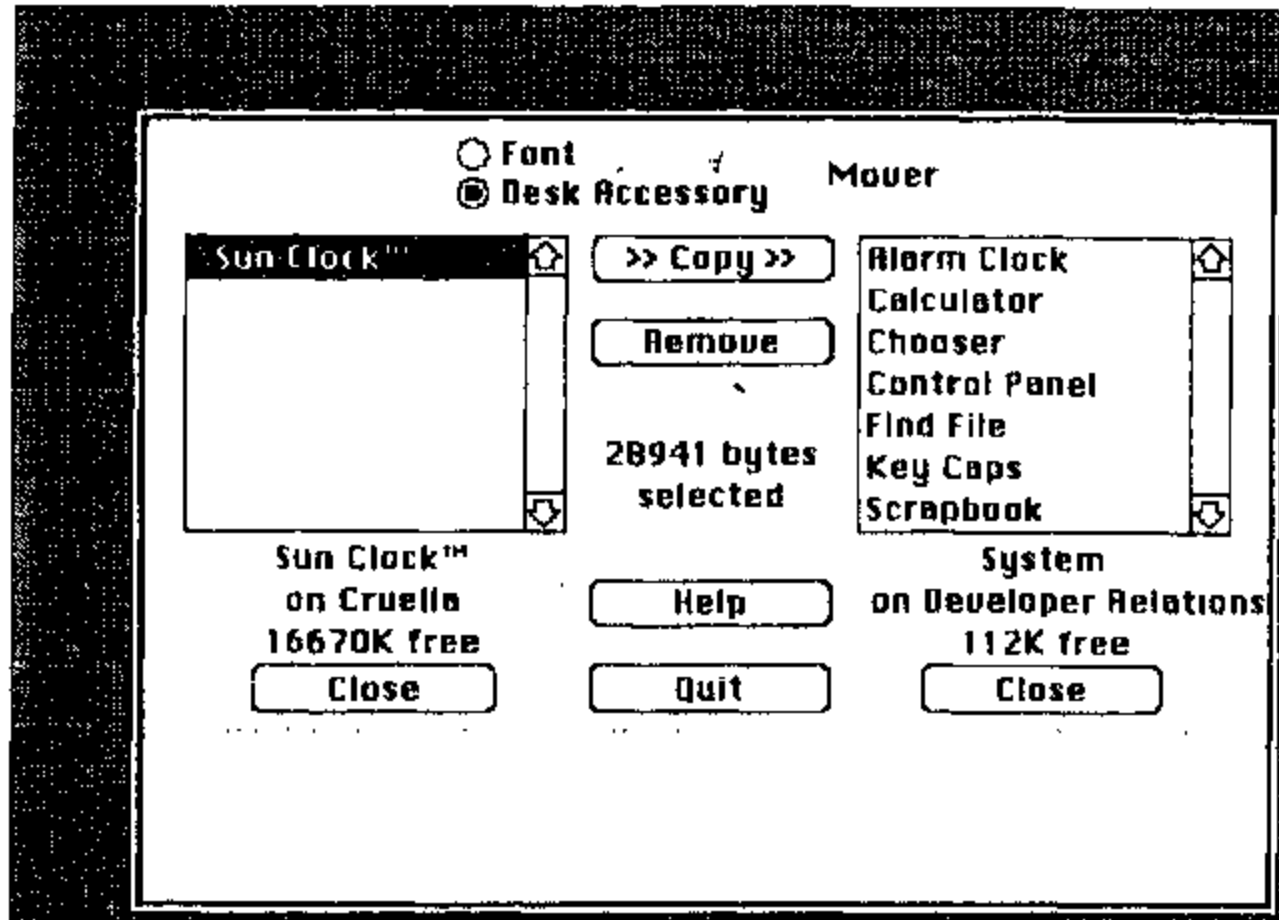 Font
Desk Accessory
Mover
Sun Clock™
>> Copy >>
Remove
28941 bytes
selected
Alarm Clock
Calculator
Chooser
Control Panel
Find File
Key Caps
Scrapbook
Sun Clock™
on Cruella
16670K free
Close
Help
Quit
System
on Developer Relations
112K free
Close